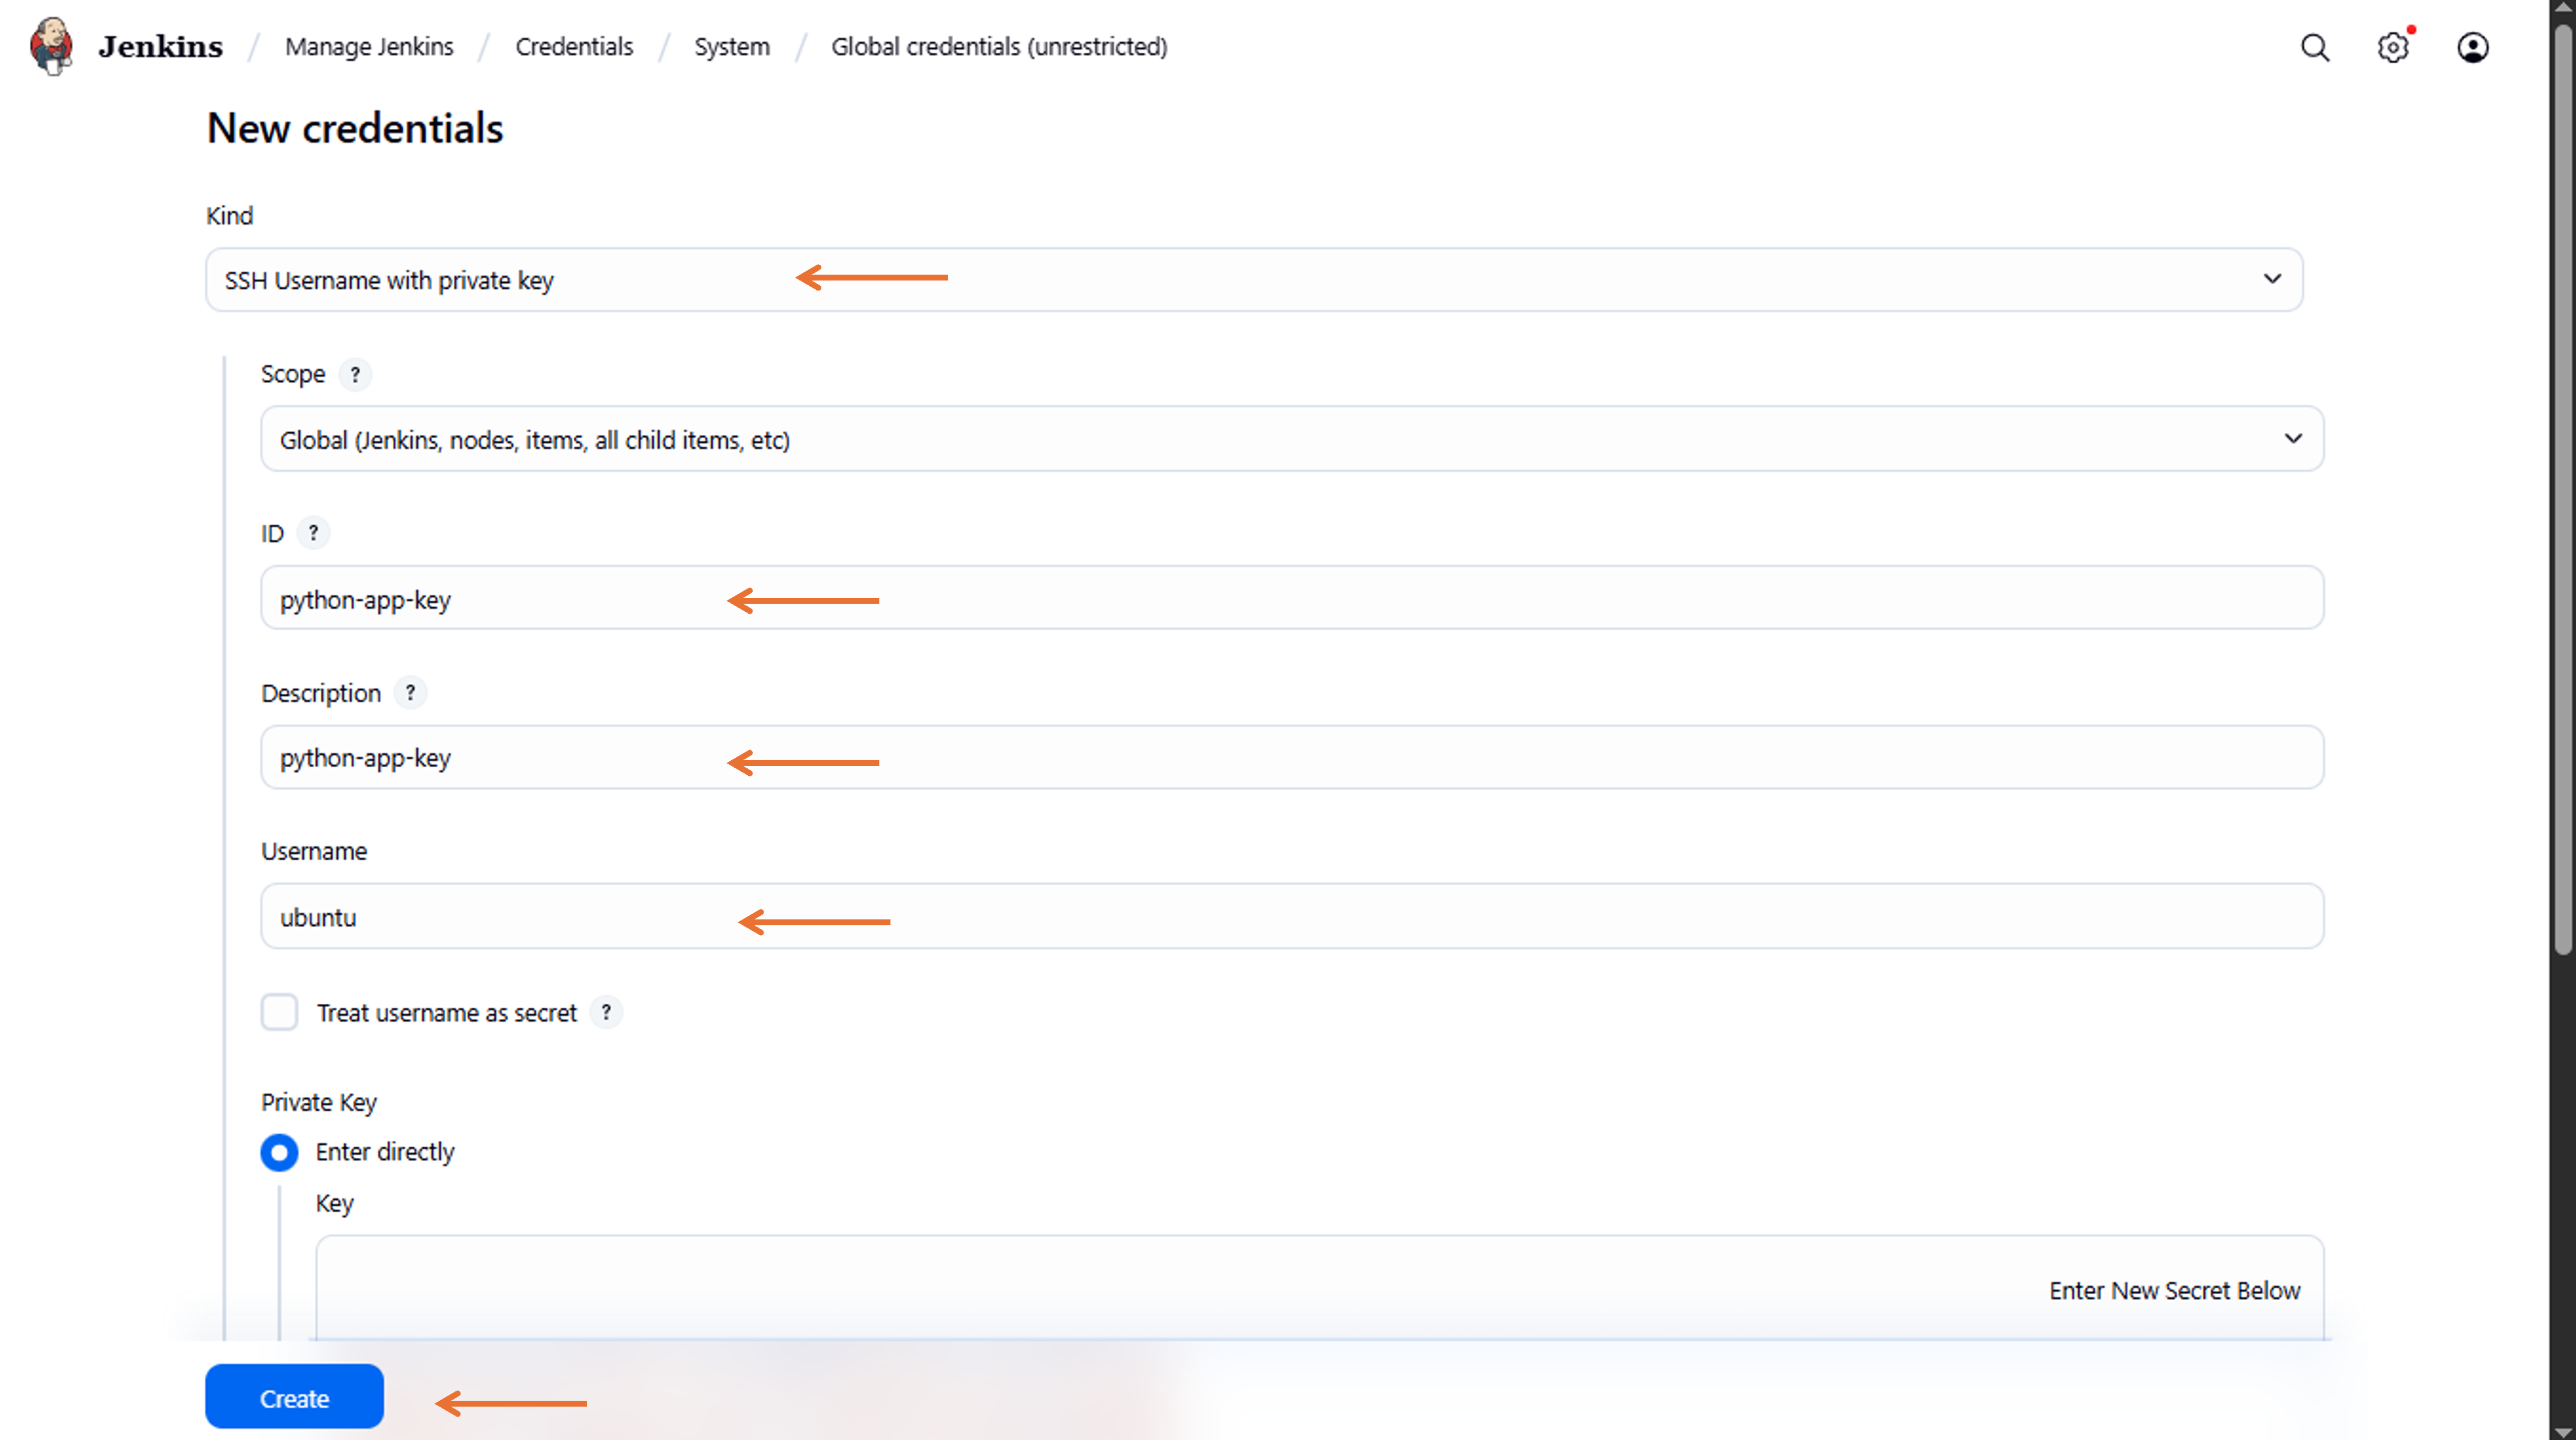 Jenkins / Manage Jenkins / Credentials / System / Global credentials (unrestricted)
New credentials
Kind
SSH Username with private key
Scope ?
Global (Jenkins, nodes, items, all child items, etc)
ID ?
python-app-key
Description ?
python-app-key
Username
ubuntu
Treat username as secret ?
Private Key
Enter directly
Key
Enter New Secret Below
Create